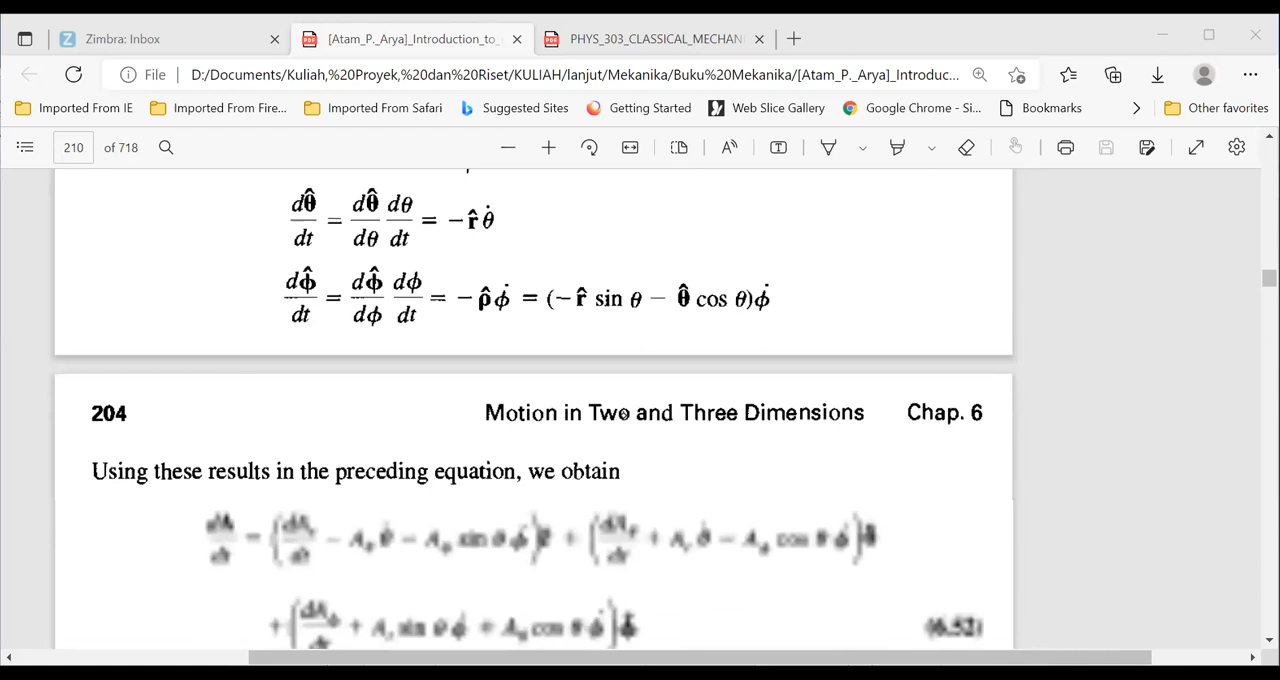 Zimbra: Inbox
[Atam_P._Arya]_Introduction_to_
PHYS_303_CLASSICAL_MECHAN
File
D:/Documents/Kuliah,%20Proyek,%20dan%20Riset/KULIAH/lanjut/Mekanika/Buku%20Mekanika/[Atam_P._Arya]_Introduc...
Imported From IE
Imported From Fire...
Imported From Safari
Suggested Sites
Getting Started
Web Slice Gallery
Google Chrome - Si...
Bookmarks
Other favorites
210 of 718
dθ̂/dt = dθ̂/dθ dθ/dt = −r̂ θ̇
dϕ̂/dt = dϕ̂/dϕ dϕ/dt = −ρ̂ ϕ̇ = (−r̂ sin θ − θ̂ cos θ)ϕ̇
204 Motion in Two and Three Dimensions Chap. 6
Using these results in the preceding equation, we obtain
(6.52)